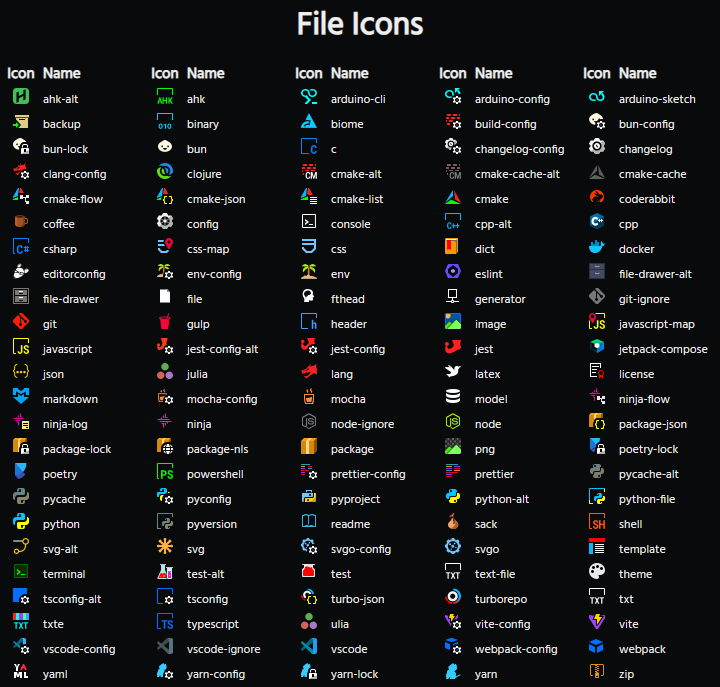 File Icons
Icon Name Icon Name Icon Name Icon Name Icon Name
ahk-alt AHK ahk arduino-cli arduino-config arduino-sketch
backup 010 binary biome build-config bun-config
bun-lock bun C c changelog-config changelog
clang-config clojure CM cmake-alt CM cmake-cache-alt cmake-cache
cmake-flow cmake-json cmake-list cmake coderabbit
coffee config console C++ cpp-alt C++ cpp
C# csharp css-map css dict docker
editorconfig env-config env eslint file-drawer-alt
file-drawer file fthead generator git-ignore
git gulp h header image JS javascript-map
JS javascript jest-config-alt jest-config jest jetpack-compose
json julia lang latex license
markdown mocha-config mocha model ninja-flow
ninja-log ninja JS node-ignore JS node package-json
package-lock package-nls package png poetry-lock
poetry PS powershell prettier-config prettier pycache-alt
pycache pyconfig pyproject python-alt python-file
python pyversion readme sack SH shell
svg-alt svg svgo-config svgo template
terminal test-alt test TXT text-file theme
tsconfig-alt tsconfig turbo-json turborepo TXT txt
TXT txte TS typescript ulia vite-config vite
vscode-config vscode-ignore vscode webpack-config webpack
YAML yaml yarn-config yarn-lock yarn zip